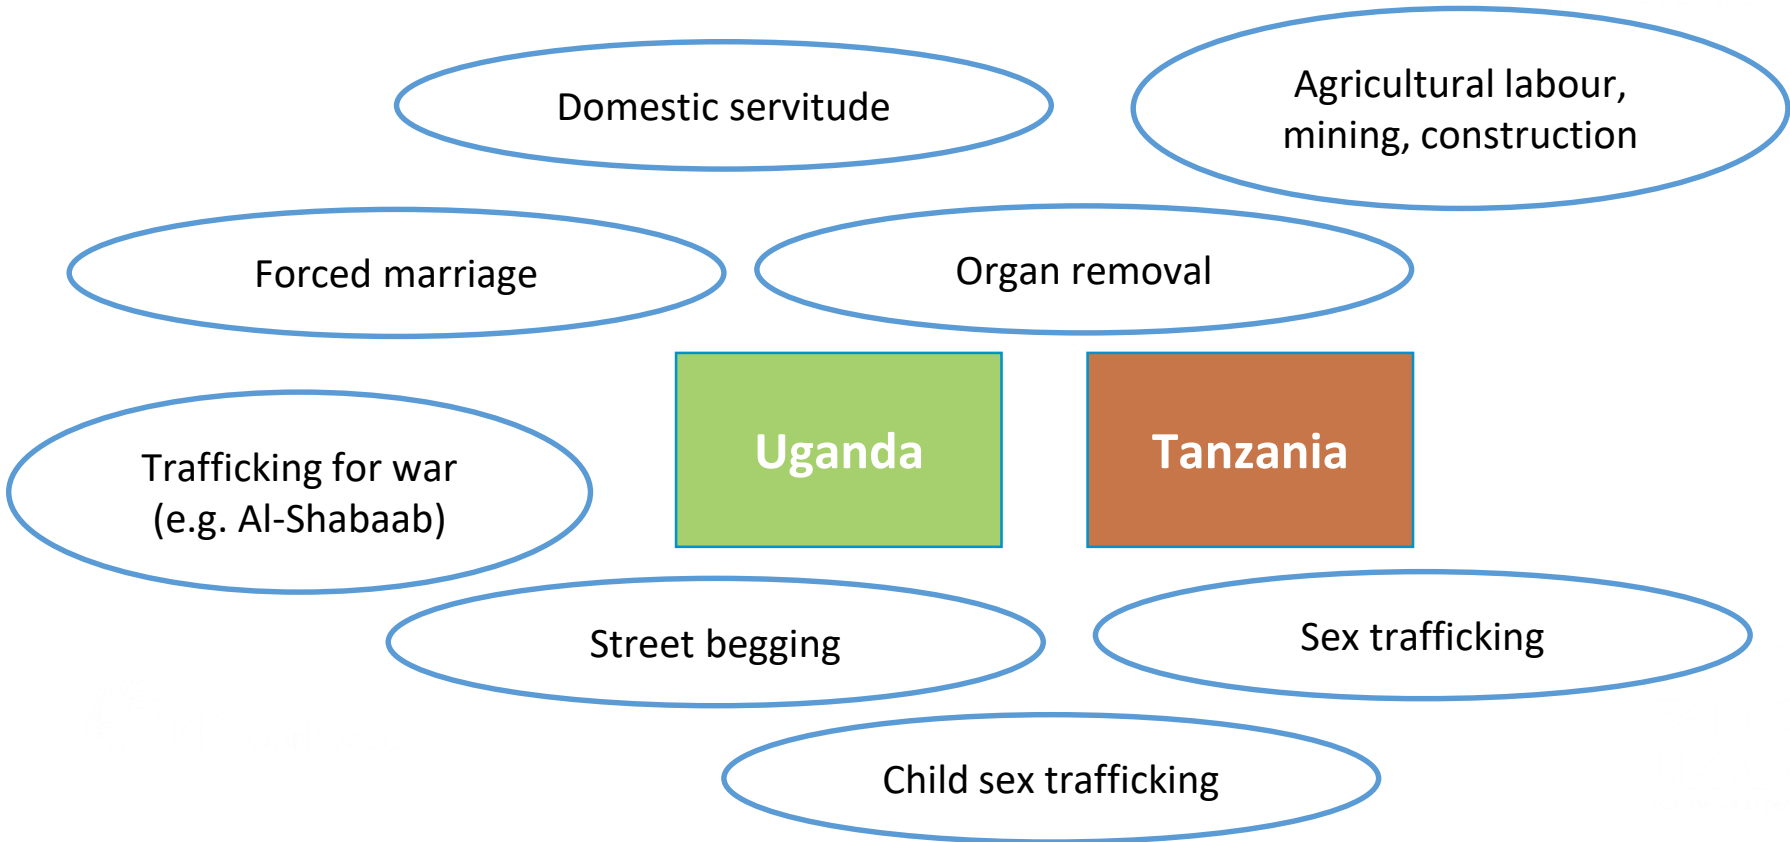 Domestic servitude
Agricultural labour,
mining, construction
Forced marriage
Organ removal
Uganda
Tanzania
Trafficking for war
(e.g. Al-Shabaab)
Street begging
Sex trafficking
Child sex trafficking